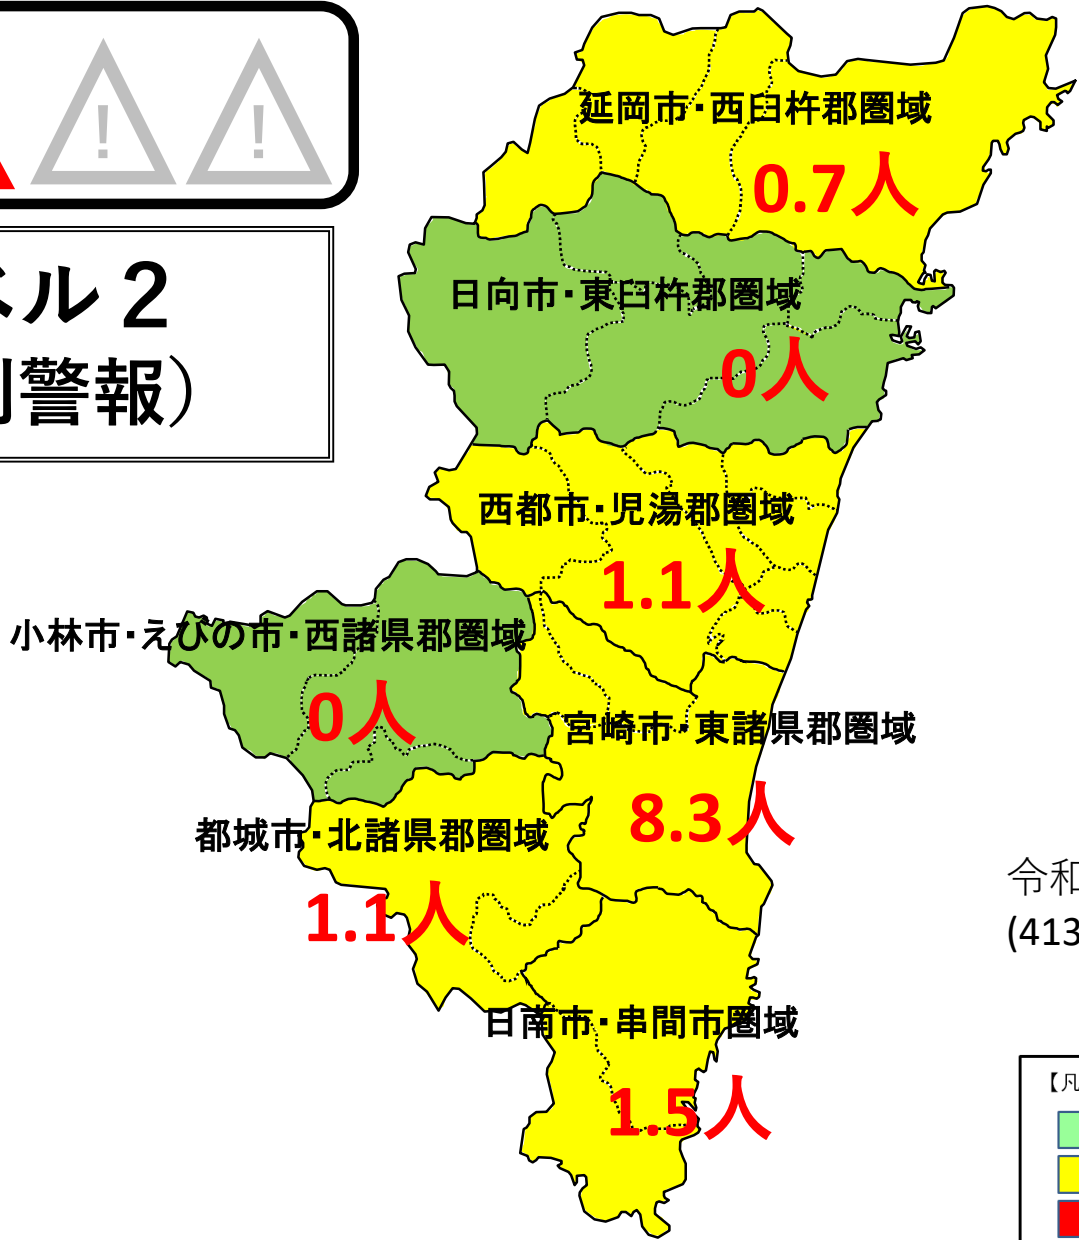 ！ ！
ベル２
別警報）
延岡市・西臼杵郡圏域
0.7人
日向市・東臼杵郡圏域
0人
西都市・児湯郡圏域
1.1人
小林市・えびの市・西諸県郡圏域
0人
宮崎市・東諸県郡圏域
8.3人
都城市・北諸県郡圏域
1.1人
令和
(413
日南市・串間市圏域
1.5人
【凡